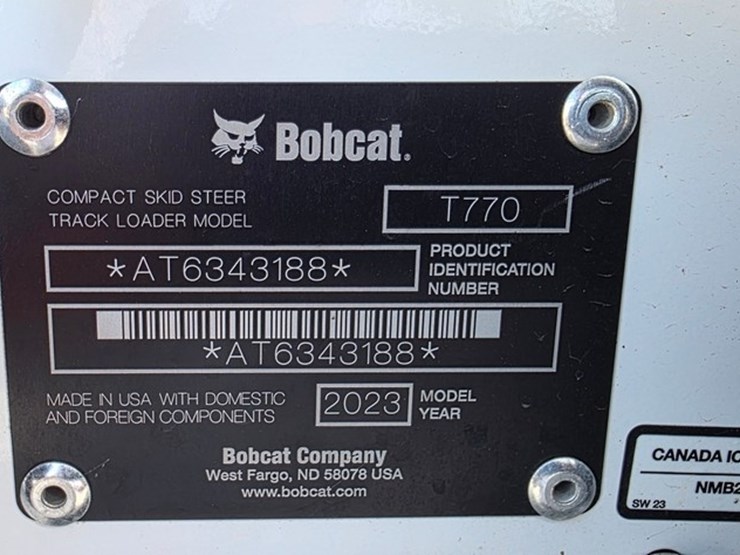 Bobcat.
COMPACT SKID STEER
TRACK LOADER MODEL
T770
*AT6343188*
PRODUCT
IDENTIFICATION
NUMBER
*AT6343188*
MADE IN USA WITH DOMESTIC
AND FOREIGN COMPONENTS
2023
MODEL
YEAR
Bobcat Company
West Fargo, ND 58078 USA
www.bobcat.com
CANADA IC
NMB2
SW 23